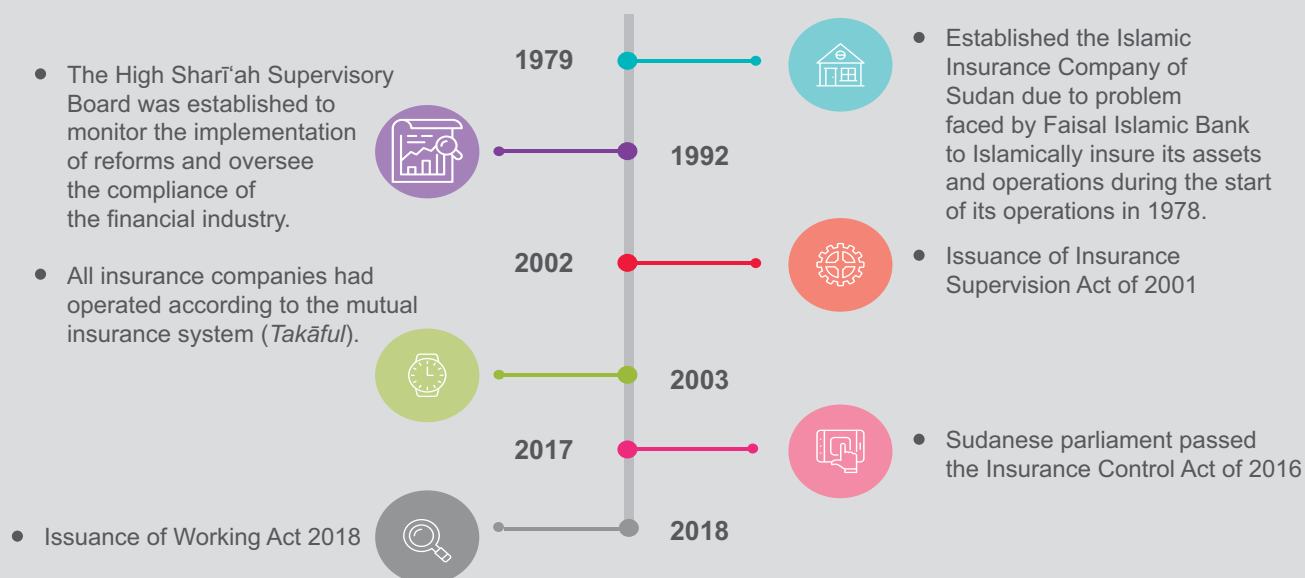 1979
• Established the Islamic
Insurance Company of
Sudan due to problem
faced by Faisal Islamic Bank
to Islamically insure its assets
and operations during the start
of its operations in 1978.
• The High Sharī‘ah Supervisory
Board was established to
monitor the implementation
of reforms and oversee
the compliance of
the financial industry.
1992
2002
• Issuance of Insurance
Supervision Act of 2001
• All insurance companies had
operated according to the mutual
insurance system (Takāful).
2003
2017
• Sudanese parliament passed
the Insurance Control Act of 2016
• Issuance of Working Act 2018
2018